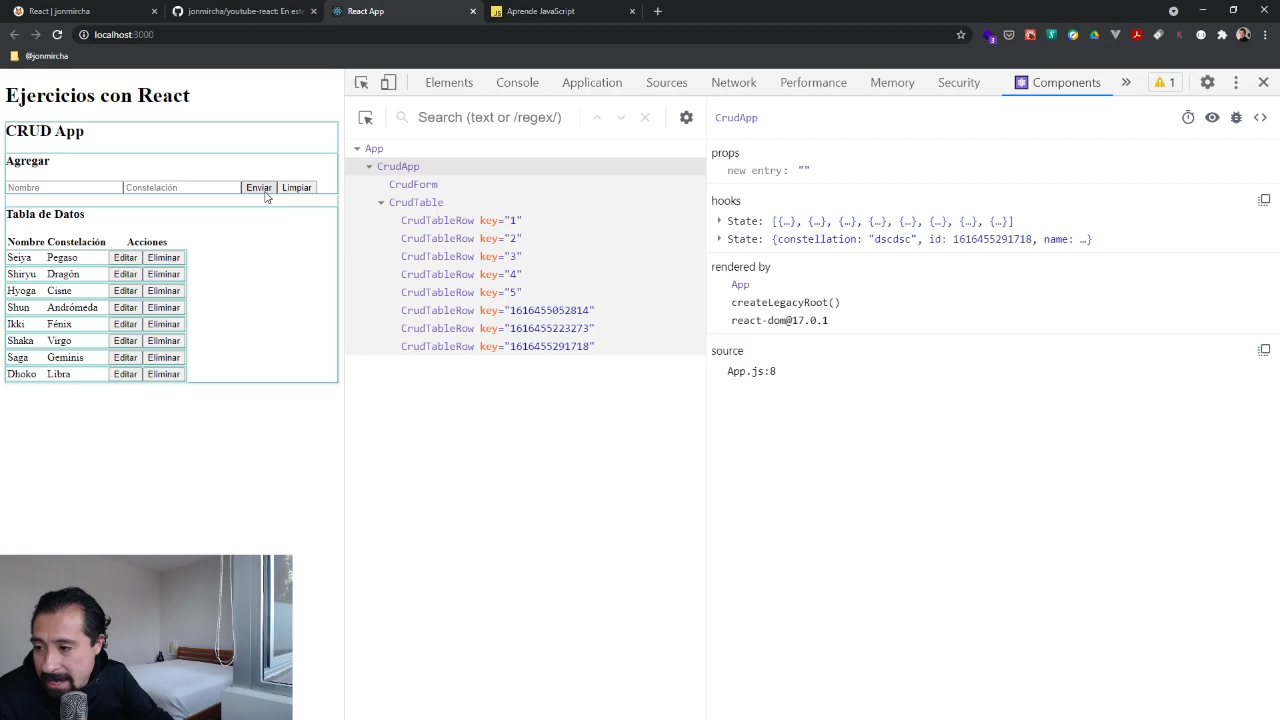 React | jonmircha
jonmircha/youtube-react: En este
React App
Aprende JavaScript
localhost:3000
@jonmircha
Ejercicios con React
CRUD App
Agregar
Nombre
Constelación
Enviar
Limpiar
Tabla de Datos
Nombre Constelación Acciones
Seiya Pegaso Editar Eliminar
Shiryu Dragón Editar Eliminar
Hyoga Cisne Editar Eliminar
Shun Andrómeda Editar Eliminar
Ikki Fénix Editar Eliminar
Shaka Virgo Editar Eliminar
Saga Geminis Editar Eliminar
Dhoko Libra Editar Eliminar
Elements Console Application Sources Network Performance Memory Security Components » 1
Search (text or /regex/)
App
CrudApp
CrudForm
CrudTable
CrudTableRow key="1"
CrudTableRow key="2"
CrudTableRow key="3"
CrudTableRow key="4"
CrudTableRow key="5"
CrudTableRow key="1616455052814"
CrudTableRow key="1616455223273"
CrudTableRow key="1616455291718"
CrudApp
props
new entry: ""
hooks
State: [{…}, {…}, {…}, {…}, {…}, {…}, {…}, {…}]
State: {constellation: "dscdsc", id: 1616455291718, name: …}
rendered by
App
createLegacyRoot()
react-dom@17.0.1
source
App.js:8